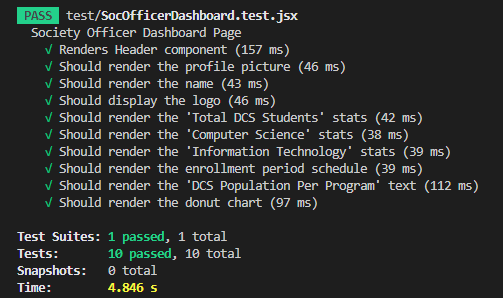 PASS test/SocOfficerDashboard.test.jsx
Society Officer Dashboard Page
√ Renders Header component (157 ms)
√ Should render the profile picture (46 ms)
√ Should render the name (43 ms)
√ Should display the logo (46 ms)
√ Should render the 'Total DCS Students' stats (42 ms)
√ Should render the 'Computer Science' stats (38 ms)
√ Should render the 'Information Technology' stats (39 ms)
√ Should render the enrollment period schedule (39 ms)
√ Should render the 'DCS Population Per Program' text (112 ms)
√ Should render the donut chart (97 ms)
Test Suites: 1 passed, 1 total
Tests: 10 passed, 10 total
Snapshots: 0 total
Time: 4.846 s